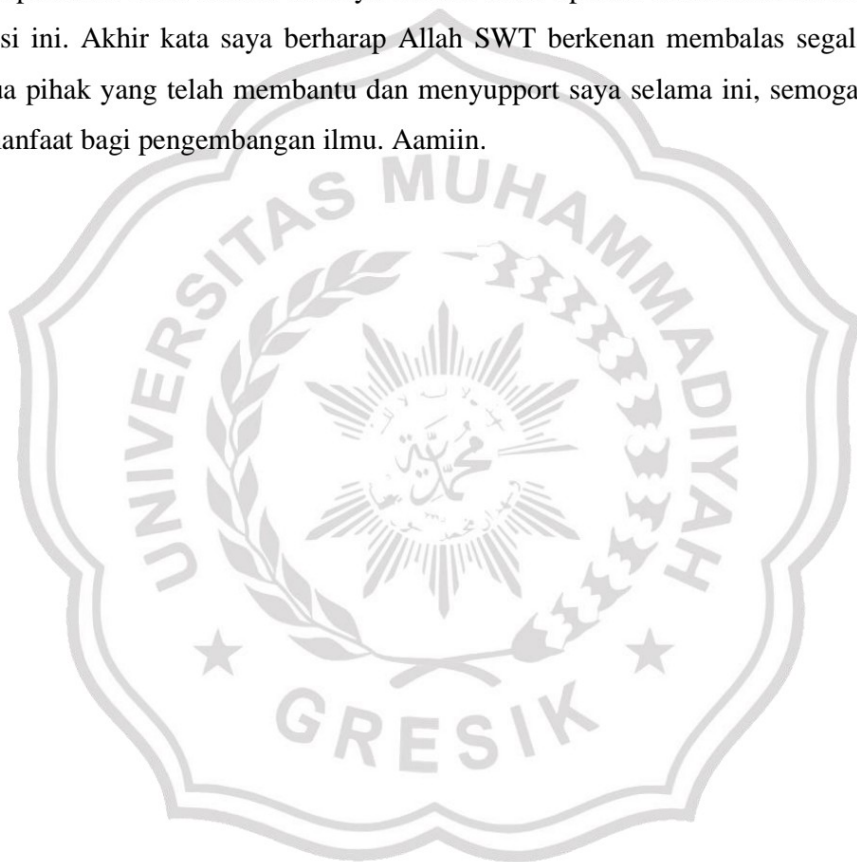 si ini. Akhir kata saya berharap Allah SWT berkenan membalas segal
a pihak yang telah membantu dan menyupport saya selama ini, semoga
anfaat bagi pengembangan ilmu. Aamiin.
UNIVERSITAS MUHAMMADIYAH
محمد
GRESIK